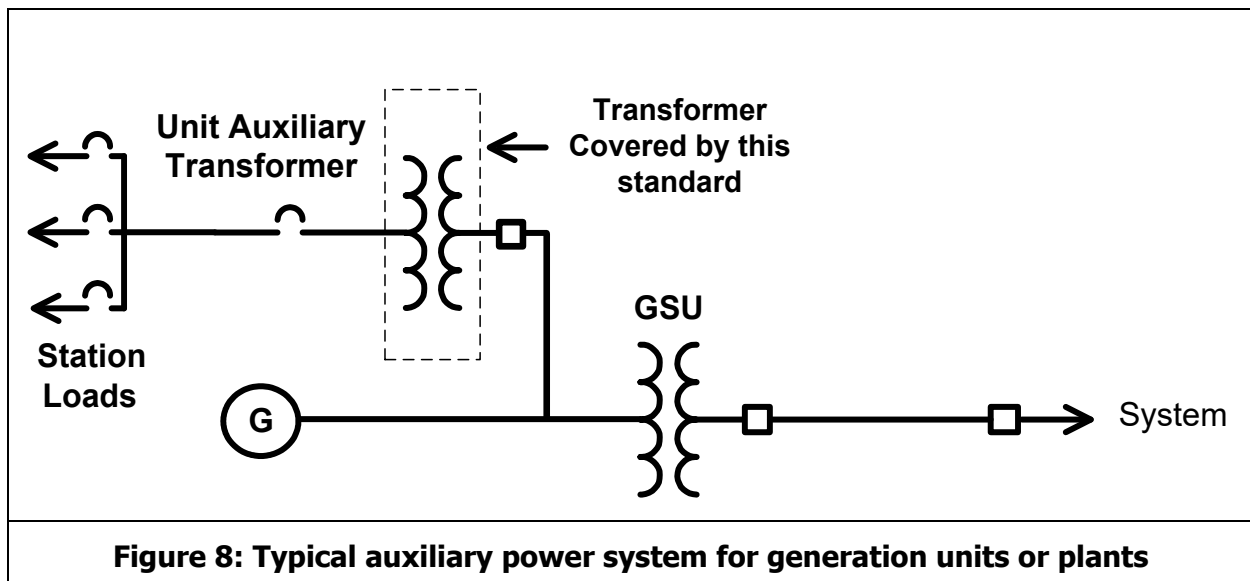 Unit Auxiliary
Transformer
Transformer
Covered by this
standard
Station
Loads
GSU
G
System
Figure 8: Typical auxiliary power system for generation units or plants